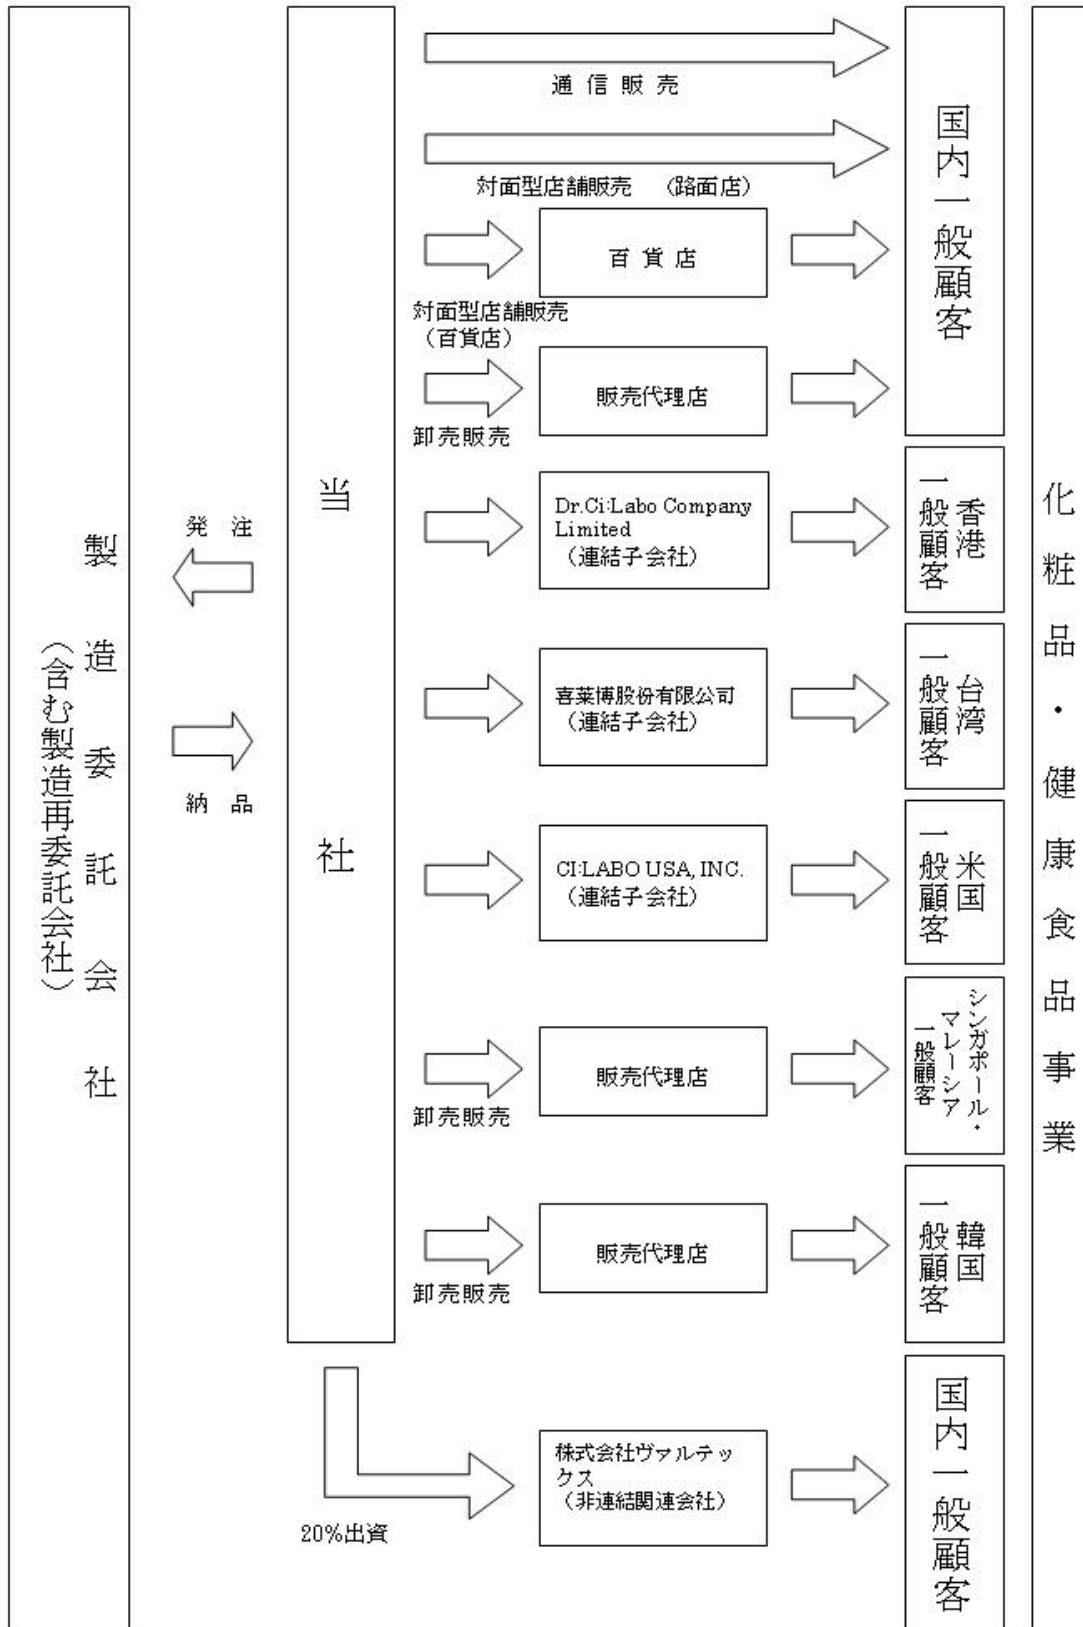 製造委託会社
（含む製造再委託会社）
発注
納品
当社
通信販売
対面型店舗販売　（路面店）
百貨店
対面型店舗販売
（百貨店）
販売代理店
卸売販売
国内一般顧客
Dr.Ci:Labo Company
Limited
（連結子会社）
香港
一般顧客
喜莱博股份有限公司
（連結子会社）
台湾
一般顧客
CI:LABO USA, INC.
（連結子会社）
米国
一般顧客
販売代理店
卸売販売
シンガポール・
マレーシア
一般顧客
販売代理店
卸売販売
韓国
一般顧客
20%出資
株式会社ヴァルテッ
クス
（非連結関連会社）
国内一般顧客
化粧品・健康食品事業